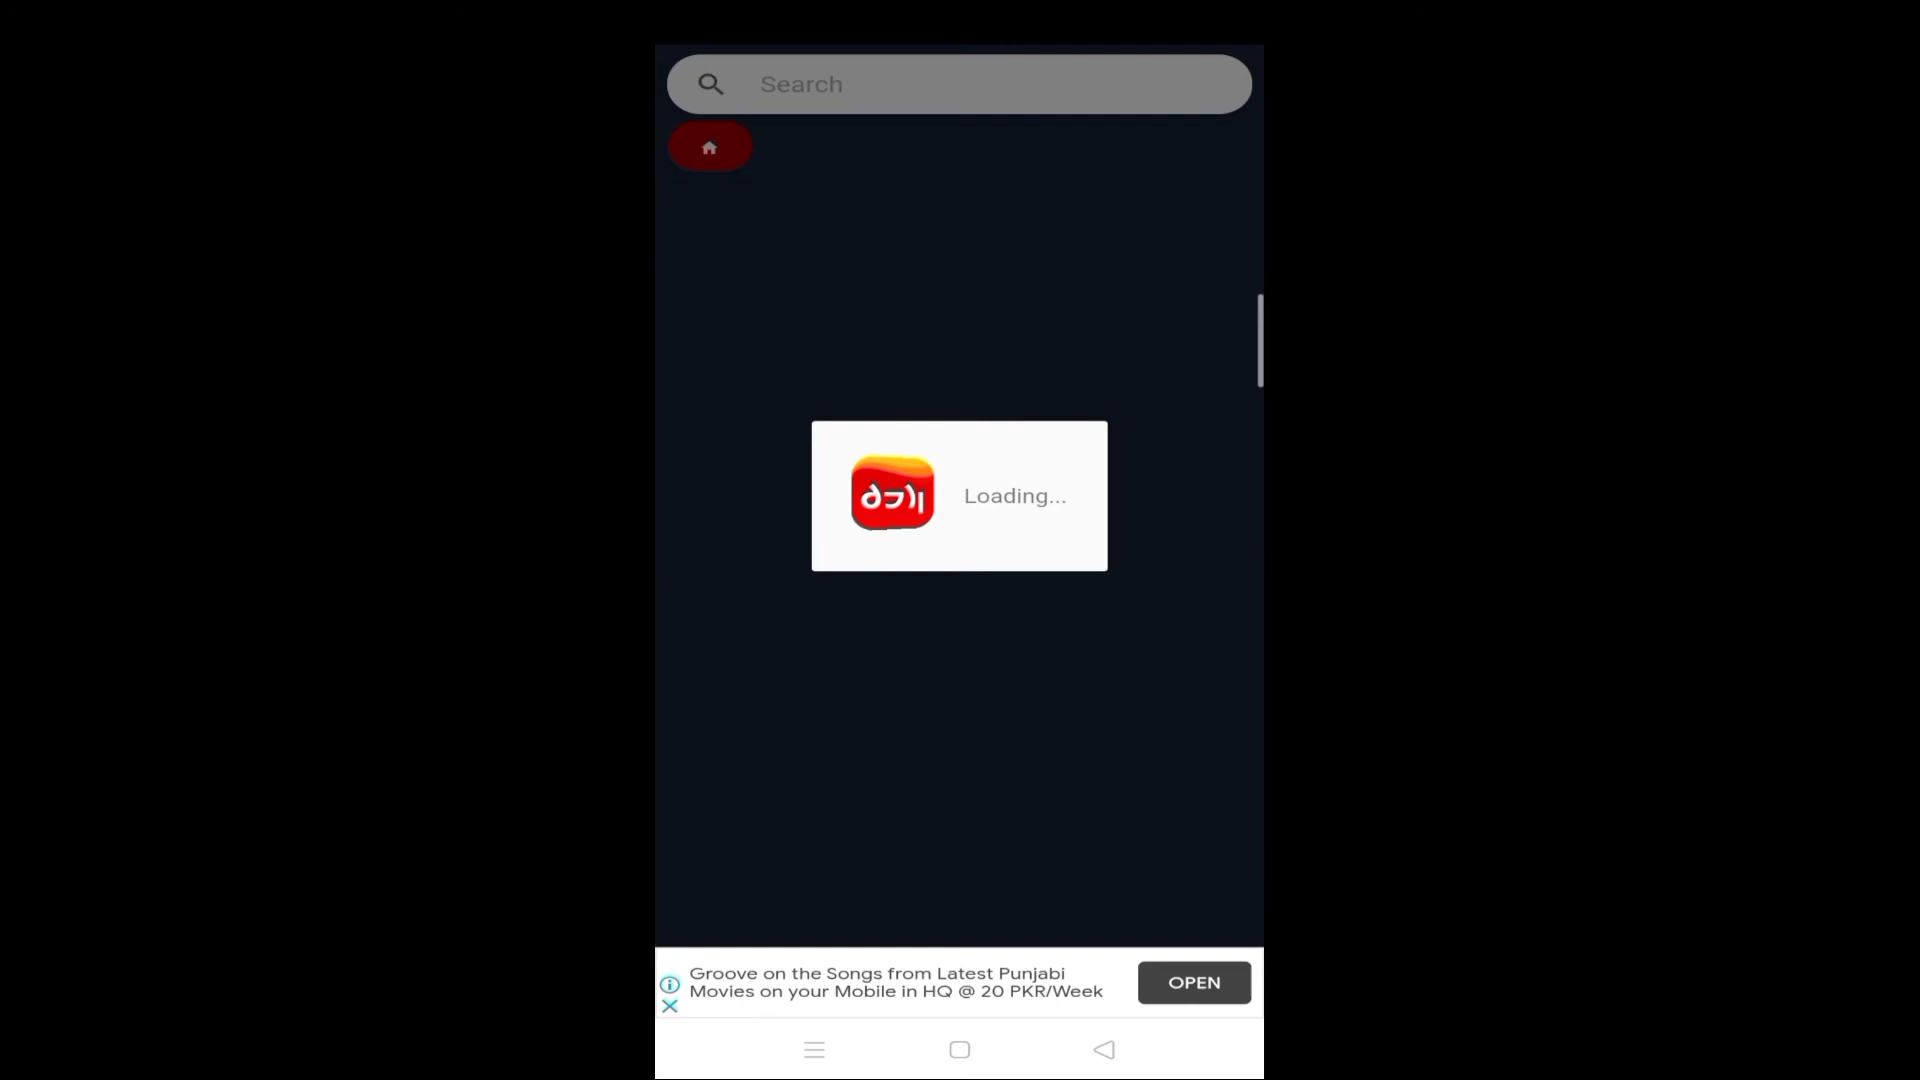 Search
Loading...
Groove on the Songs from Latest Punjabi
Movies on your Mobile in HQ @ 20 PKR/Week
OPEN